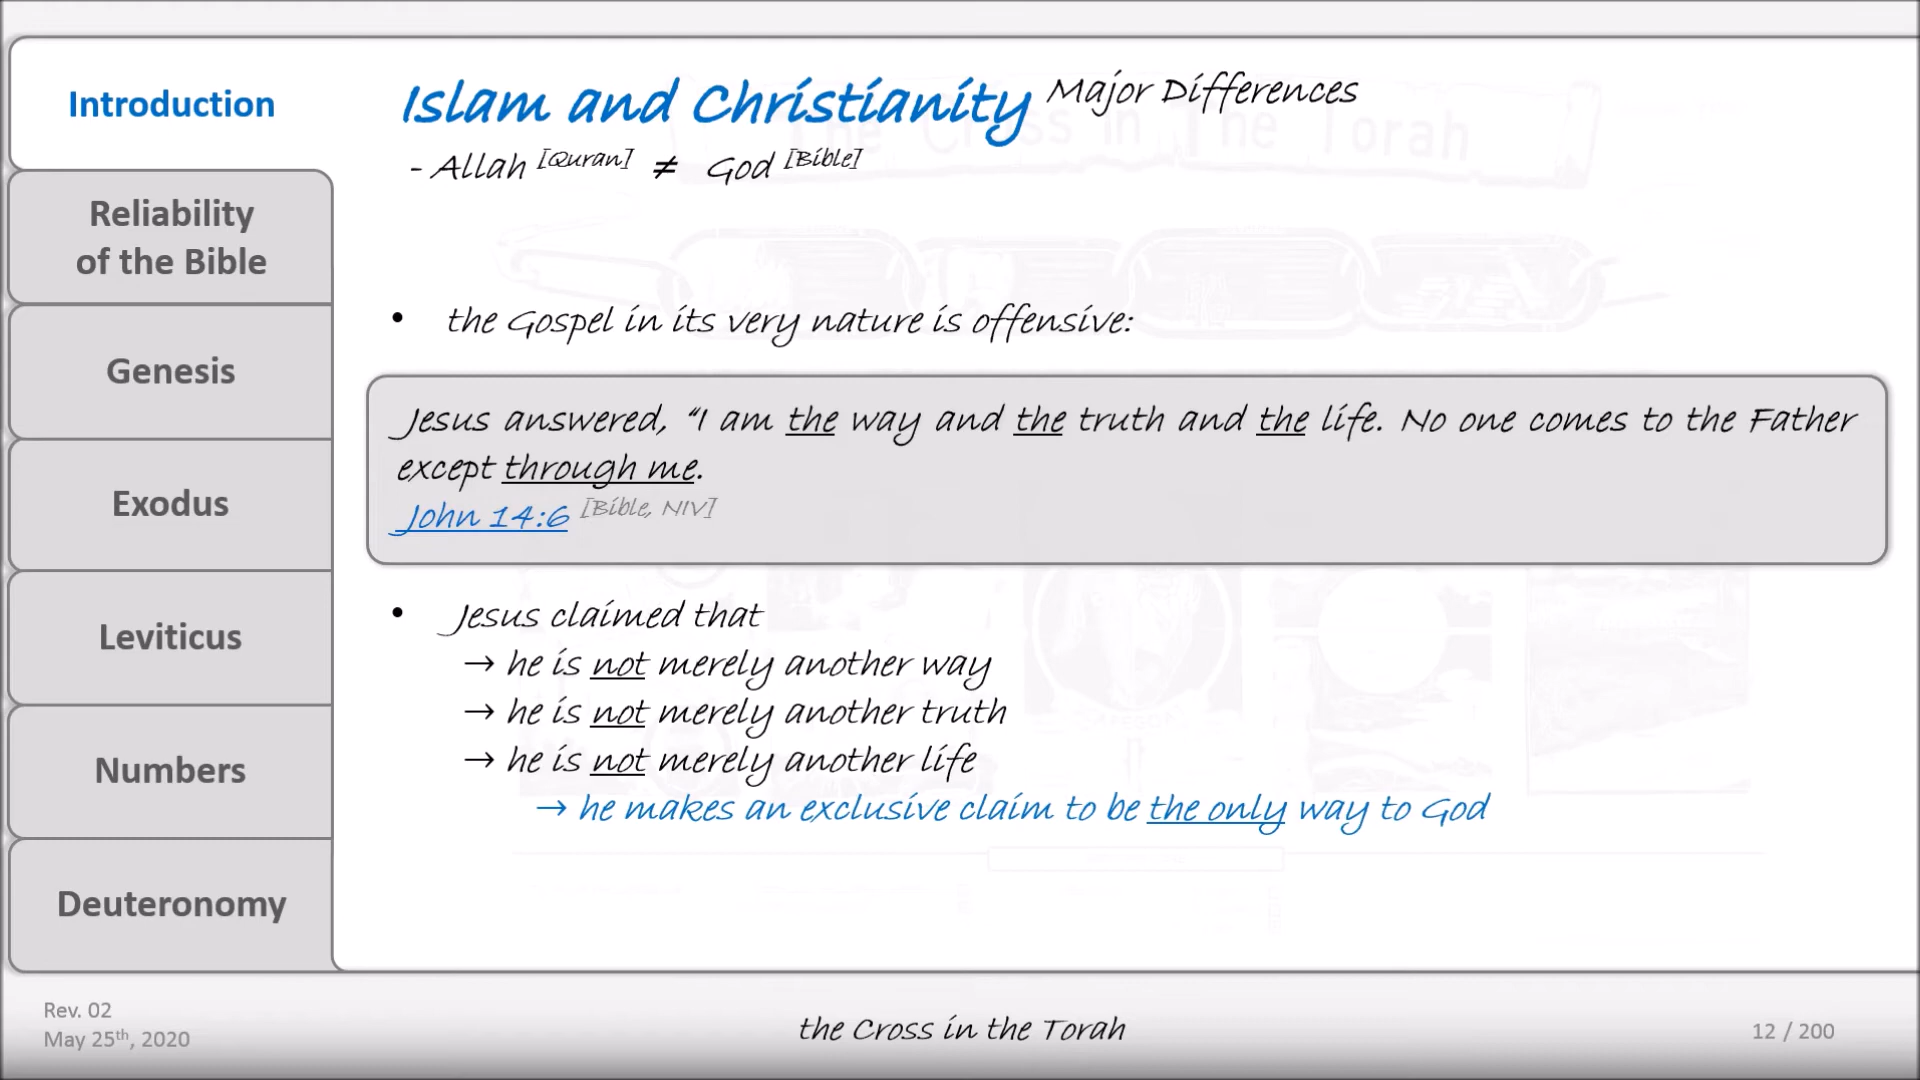 Introduction
Reliability
of the Bible
Genesis
Exodus
Leviticus
Numbers
Deuteronomy
Islam and Christianity Major Differences
- Allah [Quran] ≠ God [Bible]
• the Gospel in its very nature is offensive:
Jesus answered, “I am the way and the truth and the life. No one comes to the Father
except through me.
John 14:6 [Bible, NIV]
• Jesus claimed that
→ he is not merely another way
→ he is not merely another truth
→ he is not merely another life
→ he makes an exclusive claim to be the only way to God
The Cross in The Torah
Rev. 02
May 25th, 2020
the Cross in the Torah
12 / 200